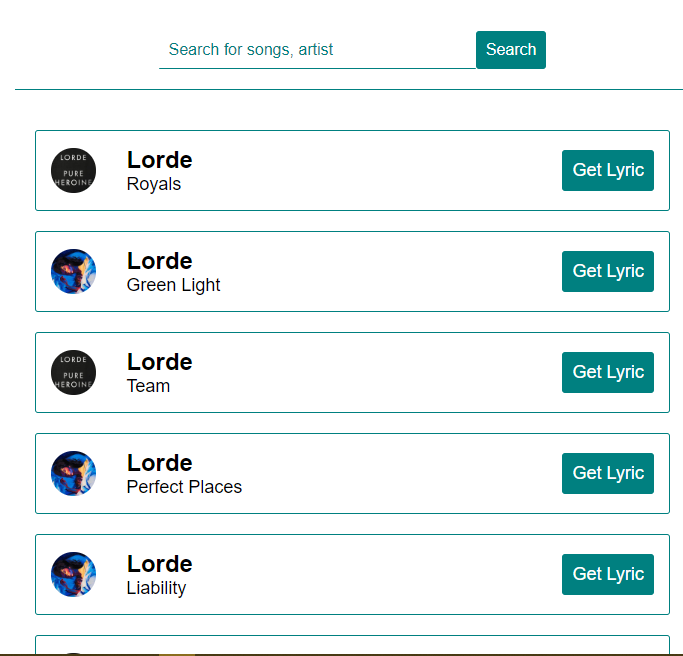 Search for songs, artist
Search
LORDE
PURE
HEROINE
Lorde
Royals
Get Lyric
Lorde
Green Light
Get Lyric
LORDE
PURE
HEROINE
Lorde
Team
Get Lyric
Lorde
Perfect Places
Get Lyric
Lorde
Liability
Get Lyric